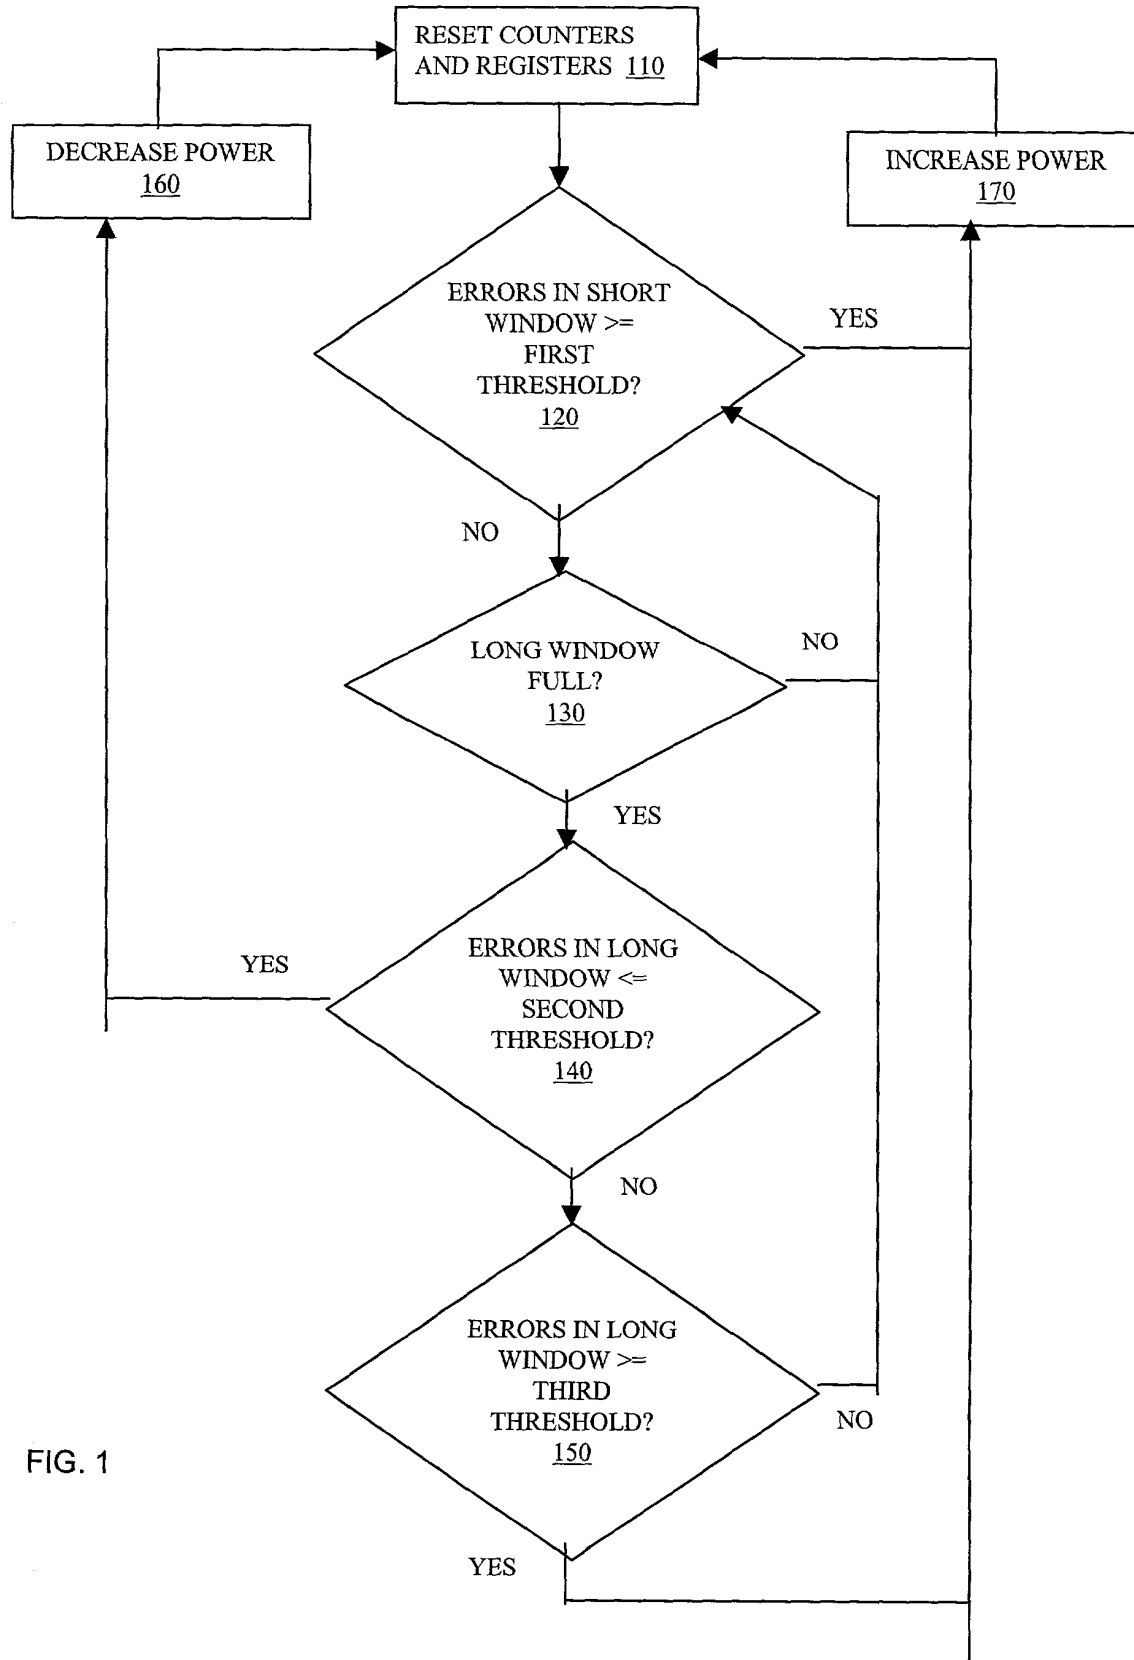 RESET COUNTERS
AND REGISTERS 110
DECREASE POWER
160
INCREASE POWER
170
ERRORS IN SHORT
WINDOW >=
FIRST
THRESHOLD?
120
YES
NO
LONG WINDOW
FULL?
130
NO
YES
ERRORS IN LONG
WINDOW <=
SECOND
THRESHOLD?
140
YES
NO
ERRORS IN LONG
WINDOW >=
THIRD
THRESHOLD?
150
NO
YES
FIG. 1